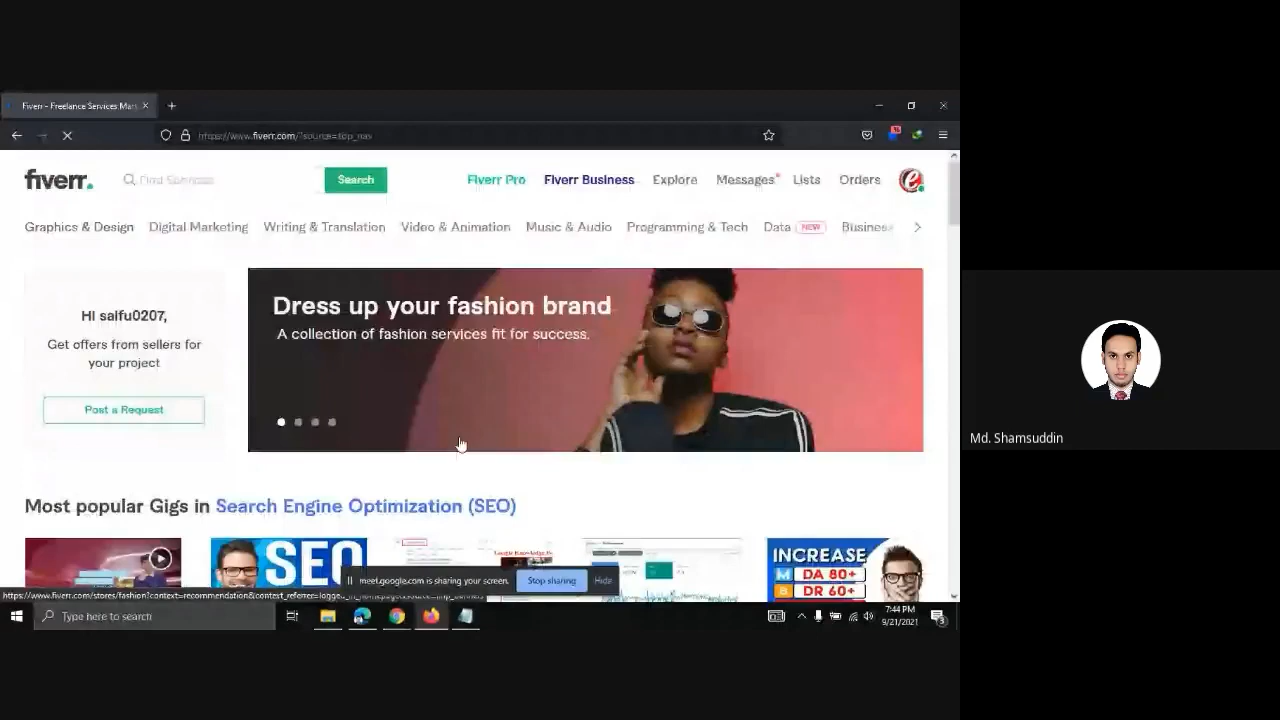 Fiverr - Freelance Services Mar
https://www.fiverr.com/?source=top_nav
fiverr.
Find Services
Search
Fiverr Pro
Fiverr Business
Explore
Messages
Lists
Orders
Graphics & Design
Digital Marketing
Writing & Translation
Video & Animation
Music & Audio
Programming & Tech
Data NEW
Busines
Hi saifu0207,
Get offers from sellers for
your project
Post a Request
Dress up your fashion brand
A collection of fashion services fit for success.
Most popular Gigs in Search Engine Optimization (SEO)
SEO
INCREASE
M DA 80+
DR 60+
meet.google.com is sharing your screen.
Stop sharing
Hide
Type here to search
7:44 PM
9/21/2021
Md. Shamsuddin